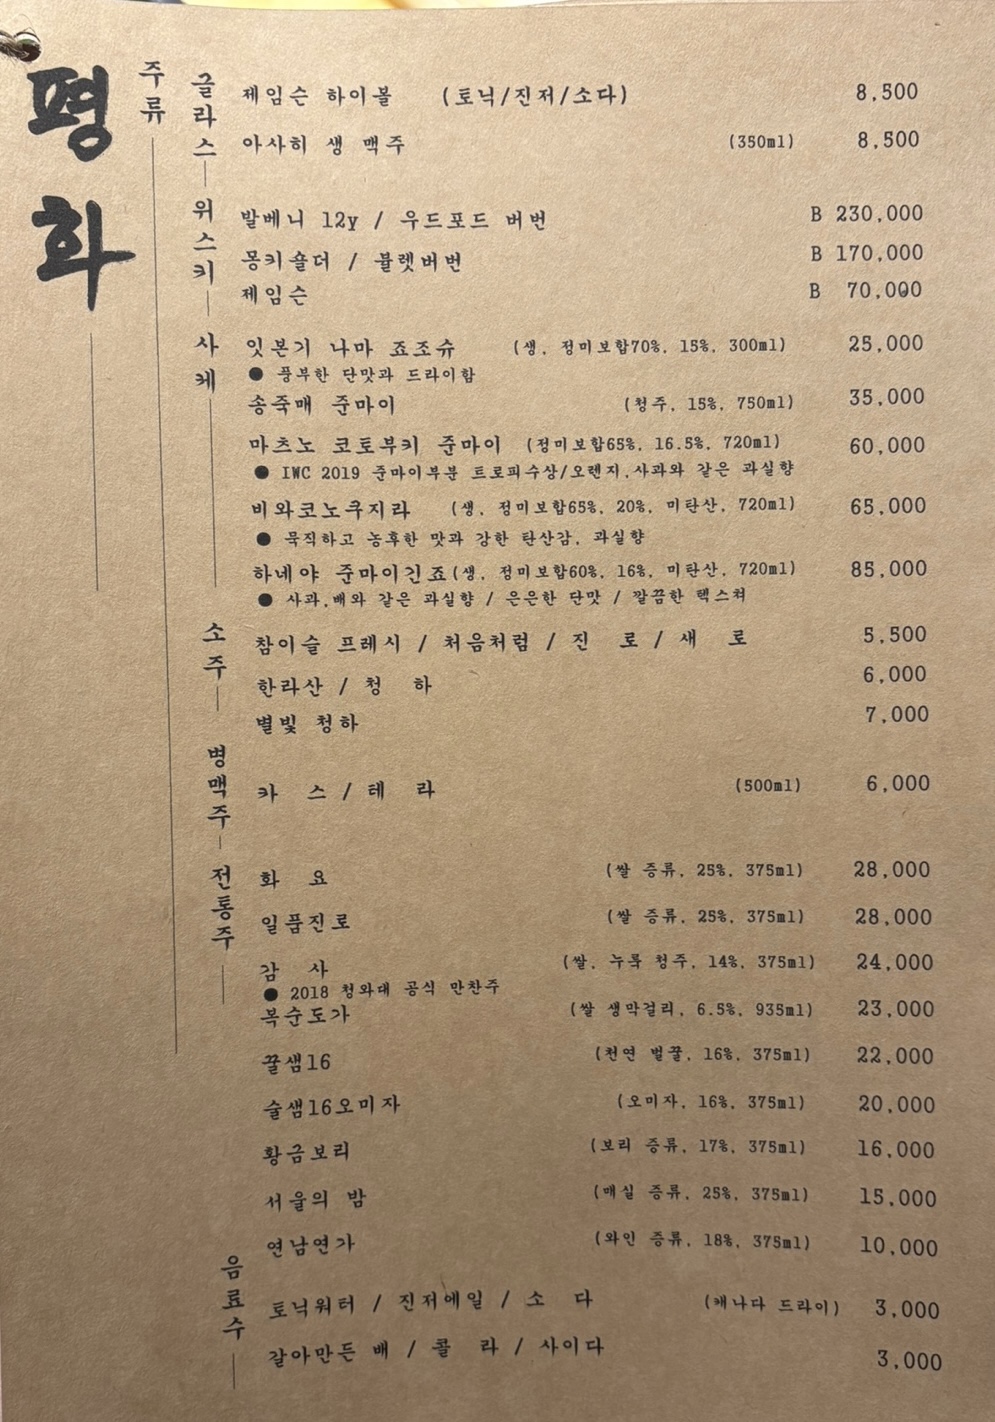 평화
주류
글라스
제임슨 하이볼 (토닉/진저/소다) 8,500
아사히 생 맥주 (350ml) 8,500
위스키
발베니 12y / 우드포드 버번 B 230,000
몽키숄더 / 불렛버번 B 170,000
제임슨 B 70,000
사케
잇본기 나마 죠조슈 (생, 정미보합70%, 15%, 300ml) 25,000
● 풍부한 단맛과 드라이함
송죽매 준마이 (청주, 15%, 750ml) 35,000
마츠노 코토부키 준마이 (정미보합65%, 16.5%, 720ml) 60,000
● IWC 2019 준마이부분 트로피수상/오렌지,사과와 같은 과실향
비와코노쿠지라 (생, 정미보합65%, 20%, 미탄산, 720ml) 65,000
● 묵직하고 농후한 맛과 강한 탄산감, 과실향
하네야 준마이긴죠(생, 정미보합60%, 16%, 미탄산, 720ml) 85,000
● 사과,배와 같은 과실향 / 은은한 단맛 / 깔끔한 텍스쳐
소주
참이슬 프레시 / 처음처럼 / 진 로 / 새 로 5,500
한라산 / 청 하 6,000
별빛 청하 7,000
병맥주
카 스 / 테 라 (500ml) 6,000
전통주
화 요 (쌀 증류, 25%, 375ml) 28,000
일품진로 (쌀 증류, 25%, 375ml) 28,000
감 사 (쌀, 누룩 청주, 14%, 375ml) 24,000
● 2018 청와대 공식 만찬주
복순도가 (쌀 생막걸리, 6.5%, 935ml) 23,000
꿀샘16 (천연 벌꿀, 16%, 375ml) 22,000
술샘16오미자 (오미자, 16%, 375ml) 20,000
황금보리 (보리 증류, 17%, 375ml) 16,000
서울의 밤 (매실 증류, 25%, 375ml) 15,000
연남연가 (와인 증류, 18%, 375ml) 10,000
음료수
토닉워터 / 진저에일 / 소 다 (캐나다 드라이) 3,000
갈아만든 배 / 콜 라 / 사이다 3,000